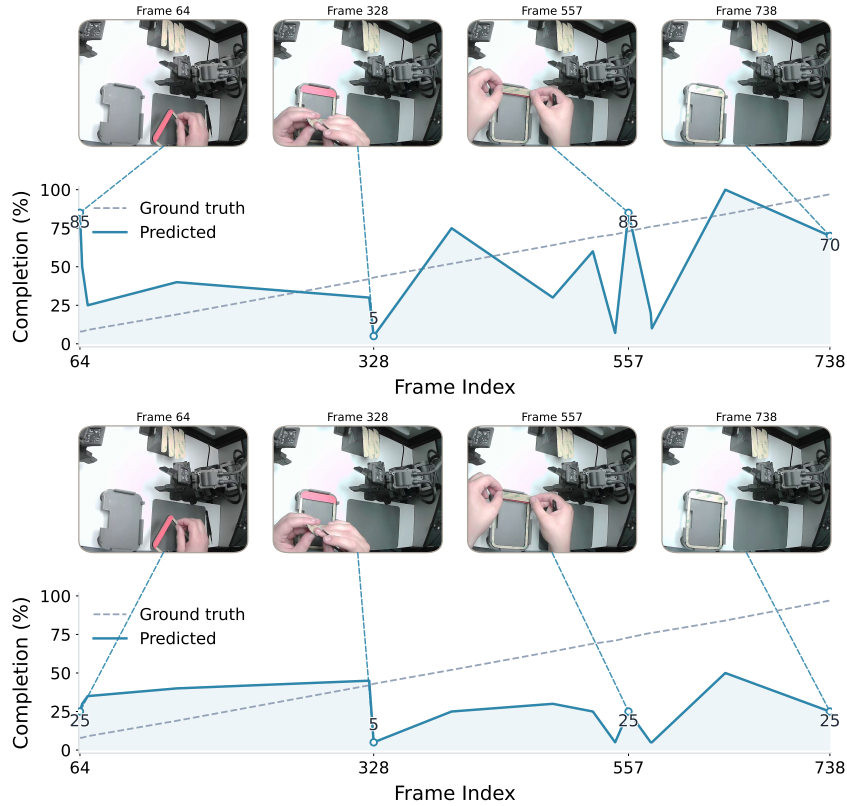 Frame 64
Frame 328
Frame 557
Frame 738
100
75
50
25
0
Completion (%)
Ground truth
Predicted
85
5
85
70
64
328
557
738
Frame Index
Frame 64
Frame 328
Frame 557
Frame 738
100
75
50
25
0
Completion (%)
Ground truth
Predicted
25
5
25
25
64
328
557
738
Frame Index